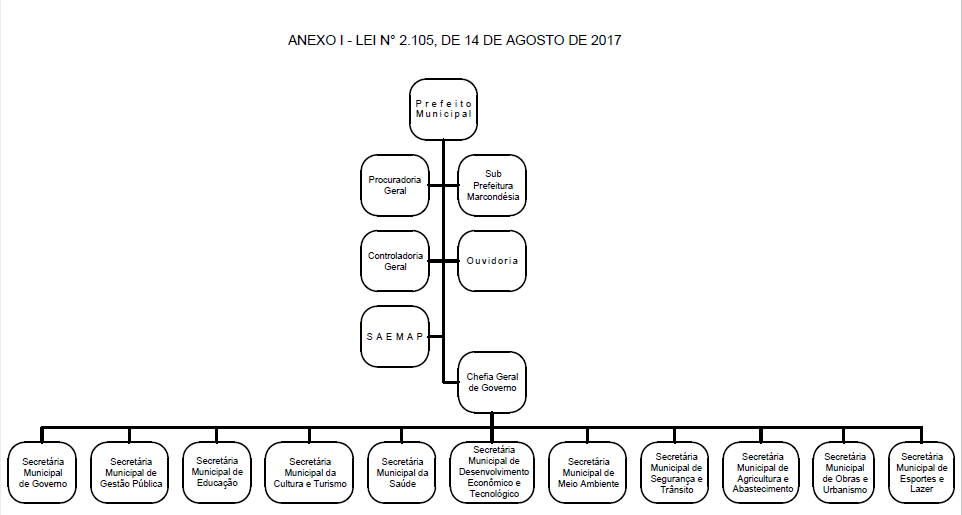 ANEXO I - LEI N° 2.105, DE 14 DE AGOSTO DE 2017
Prefeito
Municipal
Procuradoria
Geral
Sub
Prefeitura
Marcondésia
Controladoria
Geral
Ouvidoria
SAEMAP
Chefia Geral
de Governo
Secretária
Municipal
de Governo
Secretária
Municipal de
Gestão Pública
Secretária
Municipal de
Educação
Secretária
Municipal da
Cultura e Turismo
Secretária
Municipal da
Saúde
Secretária
Municipal de
Desenvolvimento
Econômico e
Tecnológico
Secretária
Municipal de
Meio Ambiente
Secretária
Municipal de
Segurança e
Trânsito
Secretária
Municipal de
Agricultura e
Abastecimento
Secretária
Municipal
de Obras e
Urbanismo
Secretária
Municipal de
Esportes e
Lazer